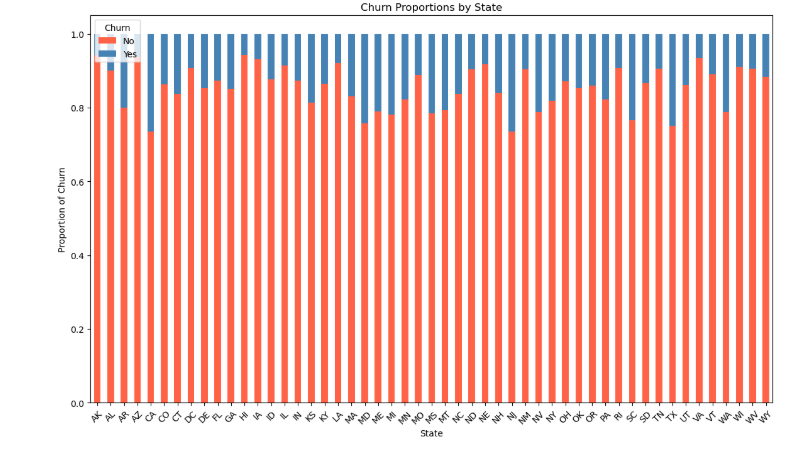 Churn Proportions by State
Churn
No
Yes
1.0
0.8
0.6
0.4
0.2
0.0
Proportion of Churn
AK AL AR AZ CA CO CT DC DE FL GA HI IA ID IL IN KS KY LA MA MD ME MI MN MO MS MT NC ND NE NH NJ NM NV NY OH OK OR PA RI SC SD TN TX UT VA VT WA WI WV WY
State